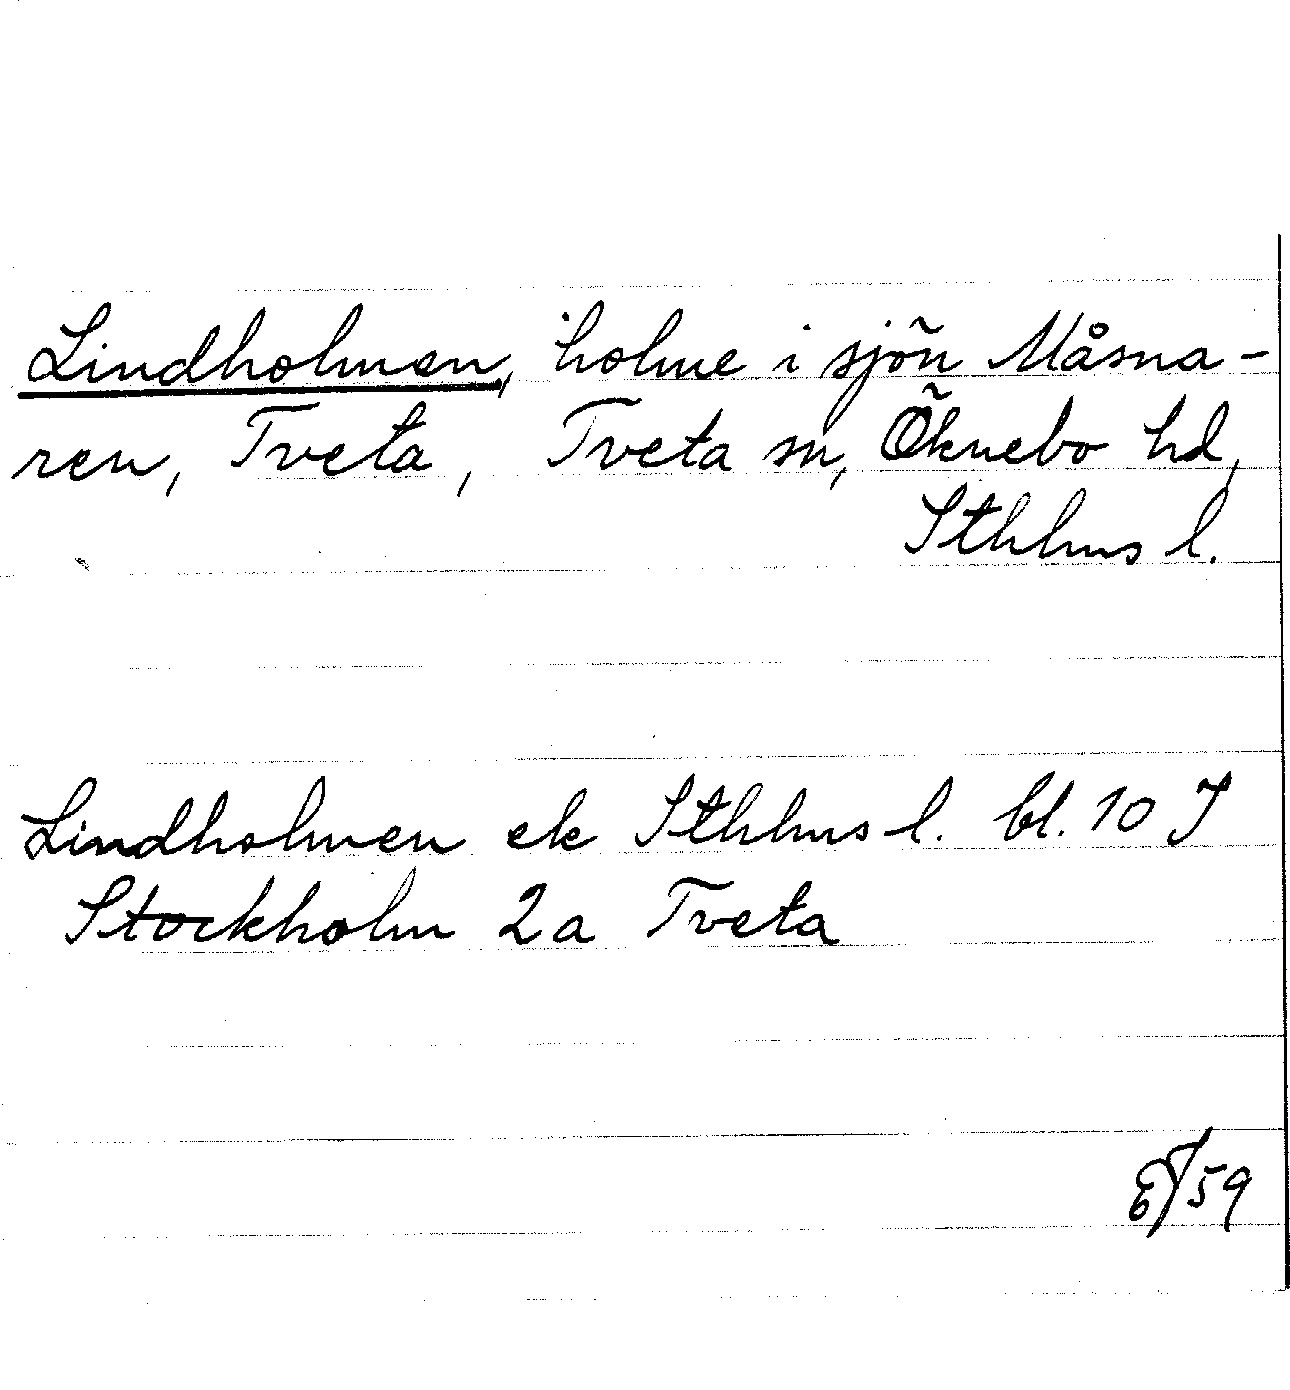 Lindholmen, holme i sjön Måsna-
ren, Tveta, Tveta sn, Öknebo hd,
Sthlms l.
Lindholmen ek Sthlms l. bl. 10 J
Stockholm 2a Tveta
59